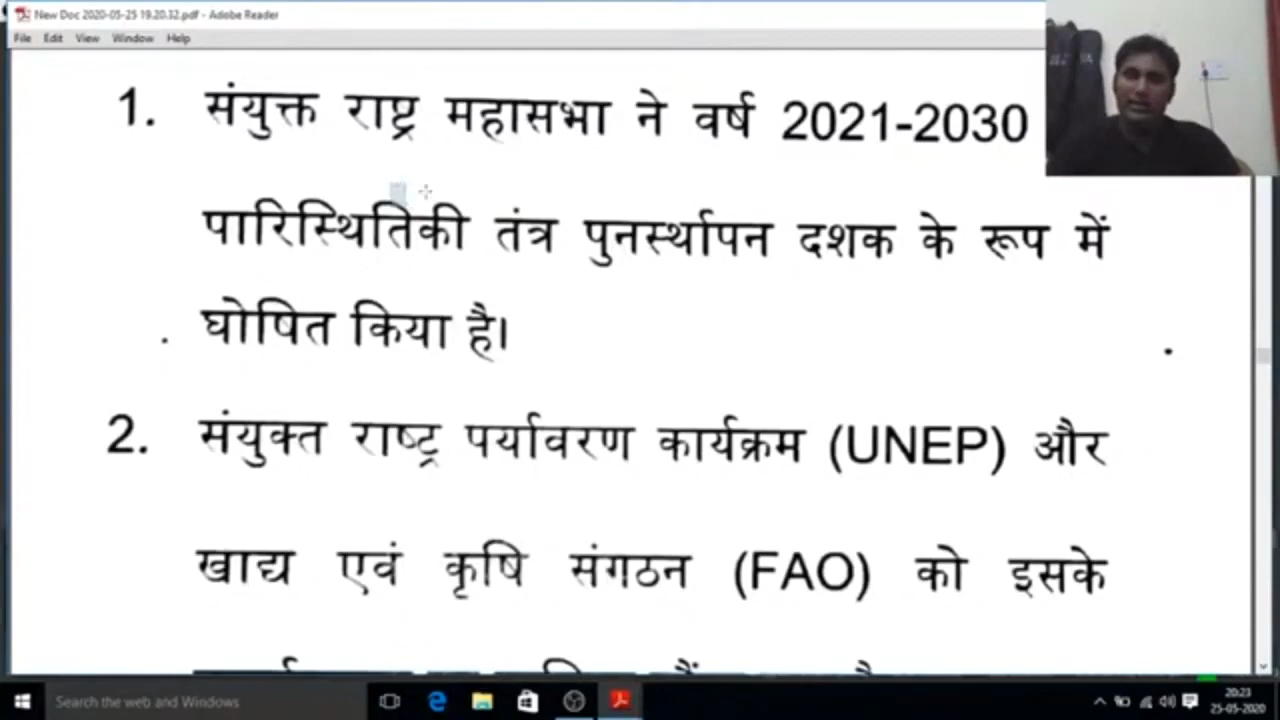 New Doc 2020-05-25 19.20.32.pdf - Adobe Reader
File Edit View Window Help
1. संयुक्त राष्ट्र महासभा ने वर्ष 2021-2030
पारिस्थितिकी तंत्र पुनर्स्थापन दशक के रूप में
घोषित किया है।
2. संयुक्त राष्ट्र पर्यावरण कार्यक्रम (UNEP) और
खाद्य एवं कृषि संगठन (FAO) को इसके
Search the web and Windows
20:23
25-05-2020